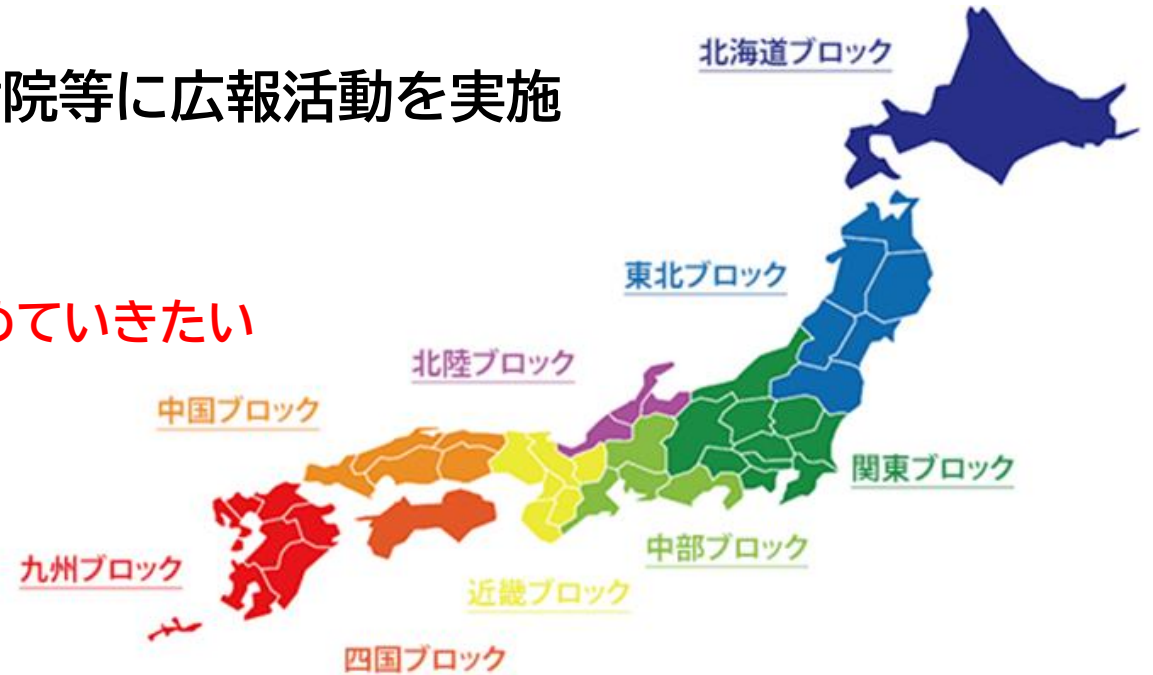 北海道ブロック
院等に広報活動を実施
東北ブロック
めていきたい
北陸ブロック
中国ブロック
関東ブロック
中部ブロック
九州ブロック
近畿ブロック
四国ブロック